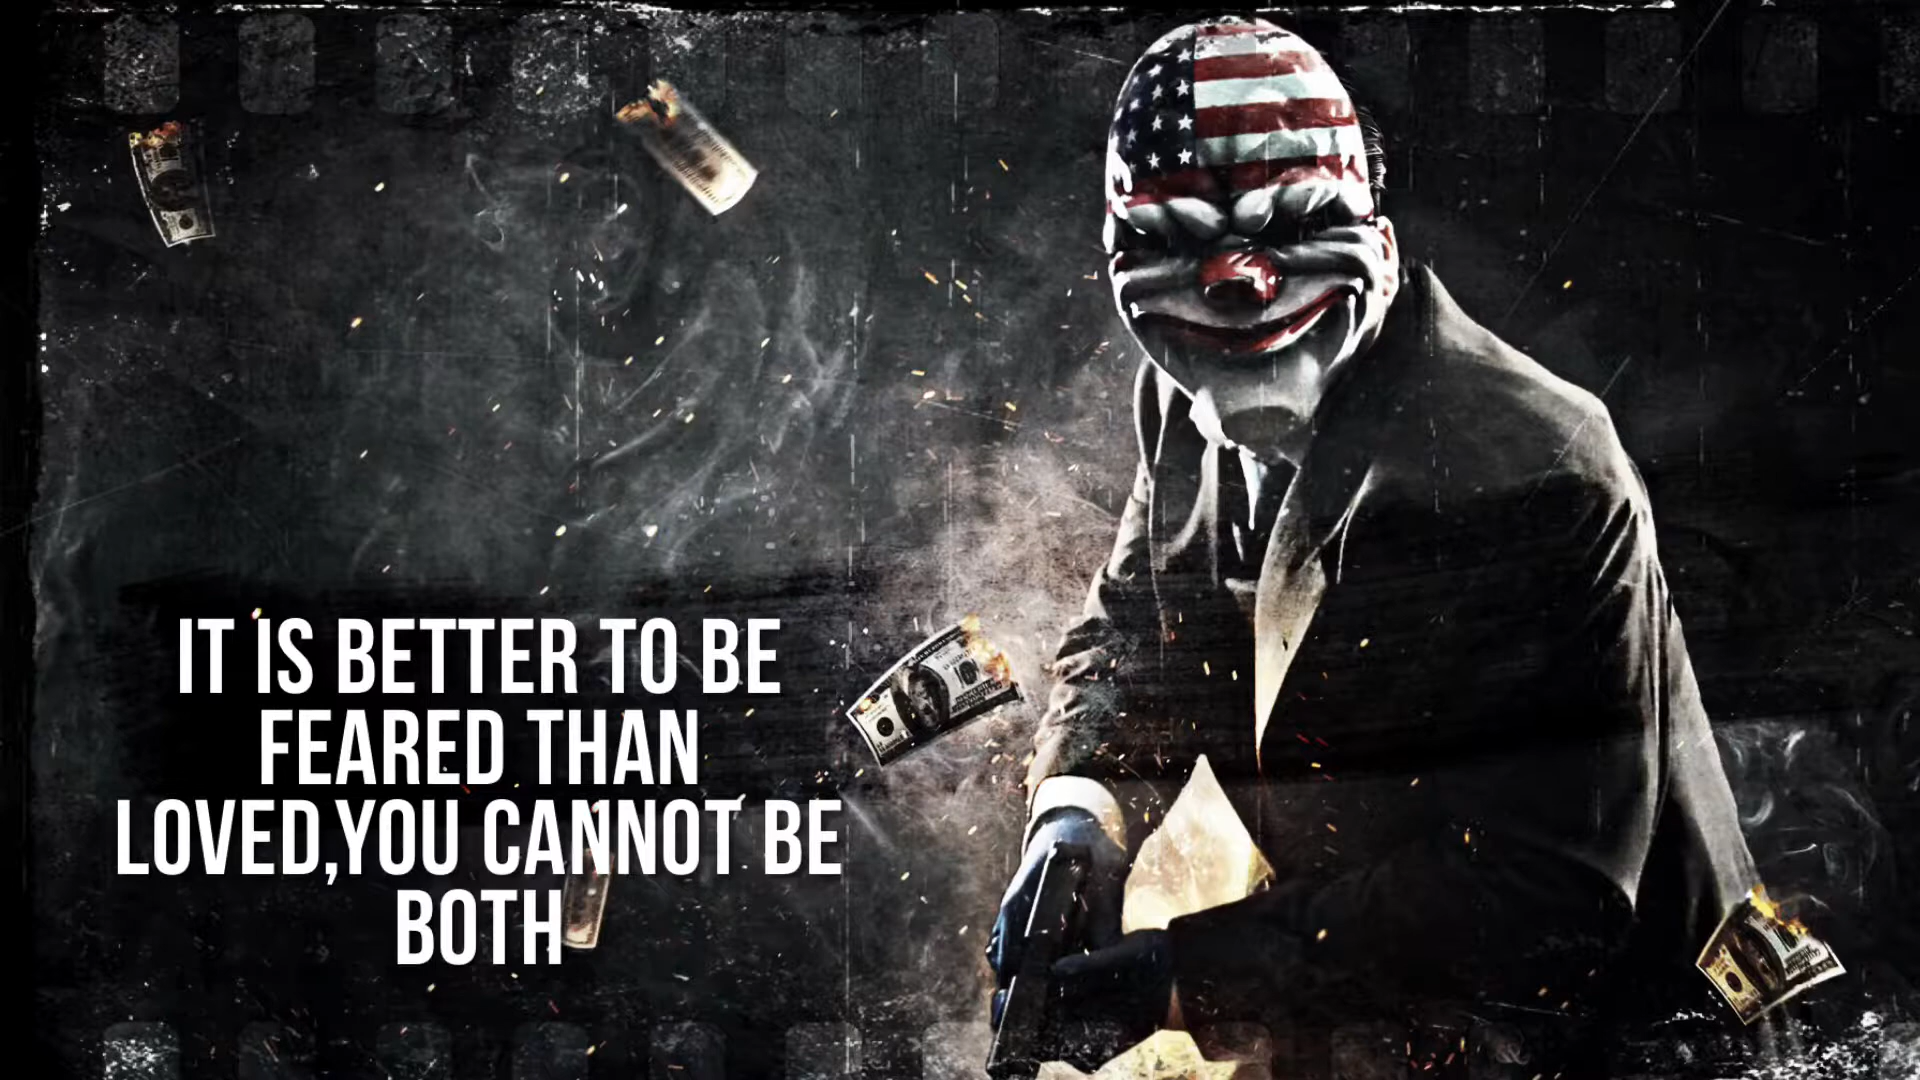 IT IS BETTER TO BE
FEARED THAN
LOVED,YOU CANNOT BE
BOTH